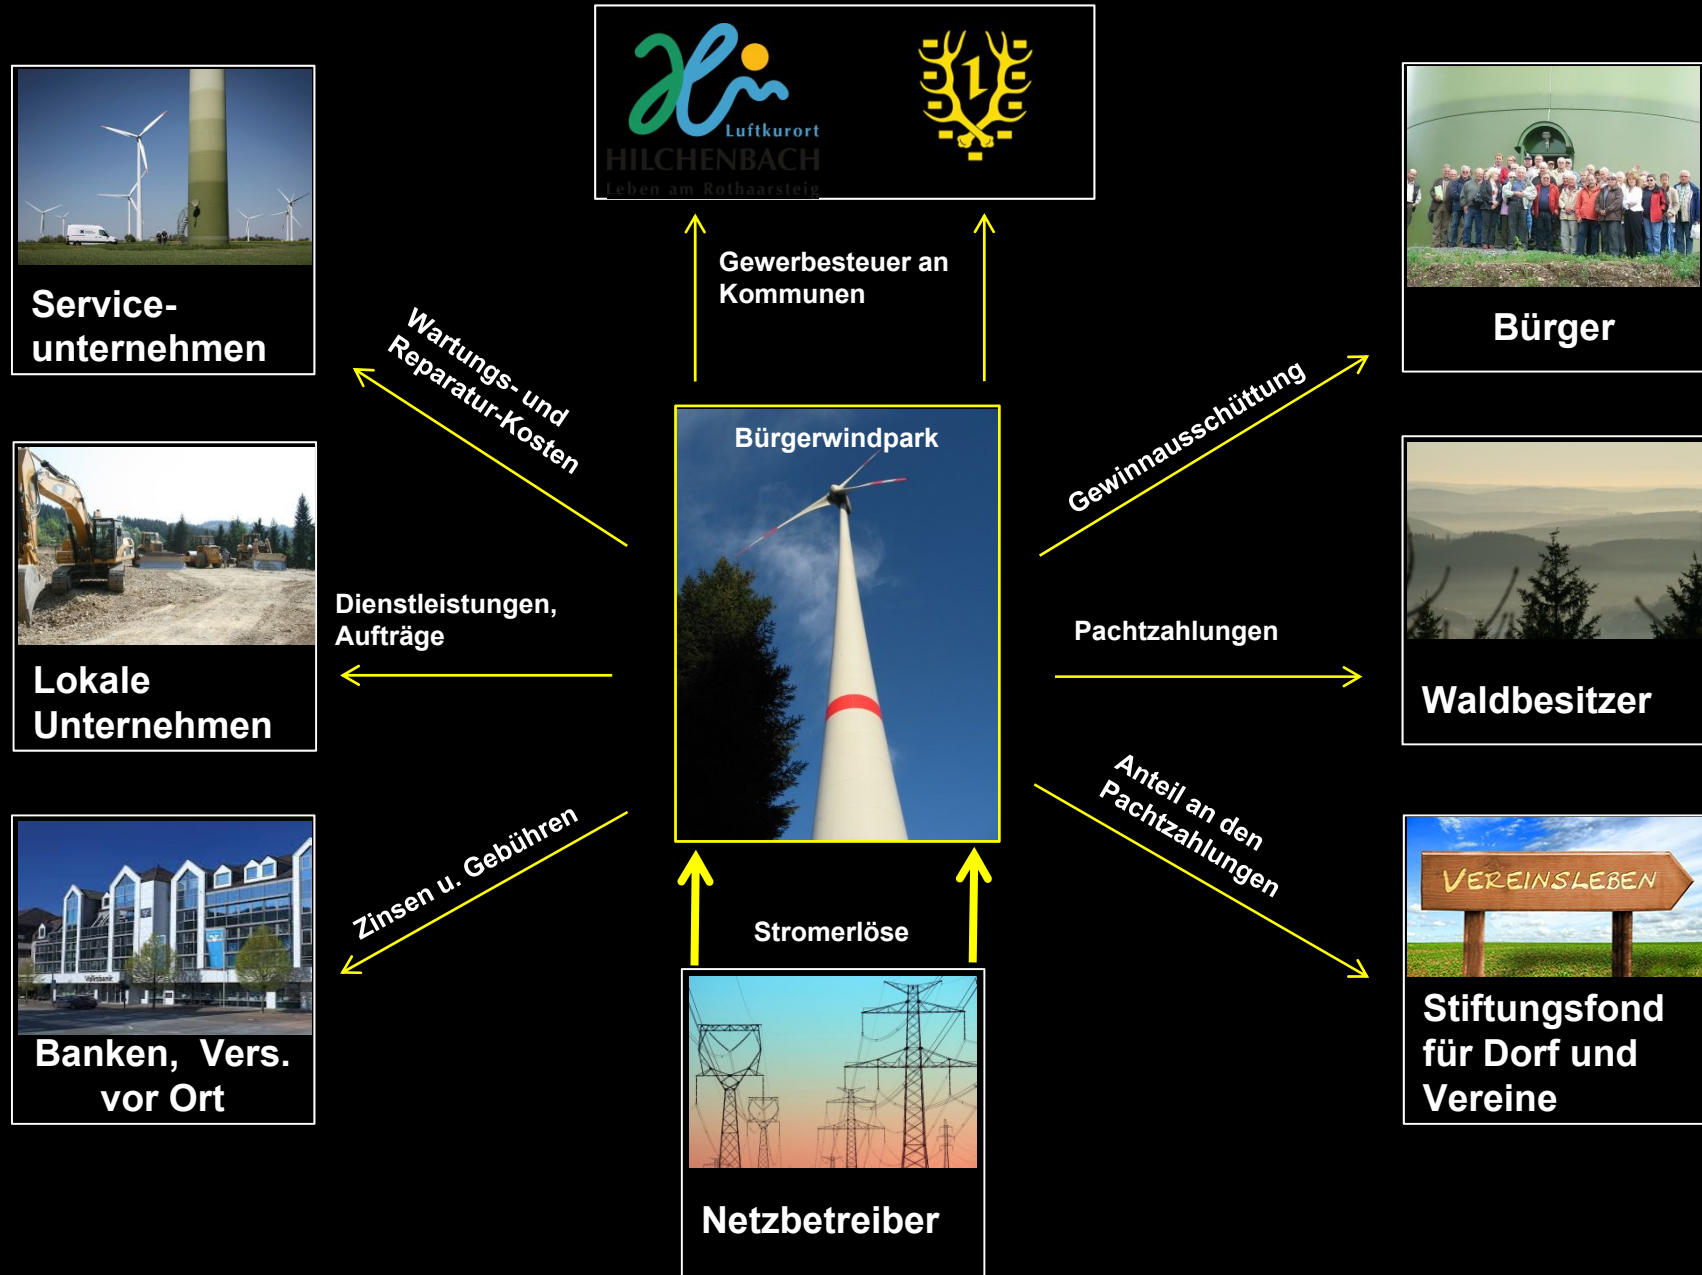 Luftkurort
HILCHENBACH
Leben am Rothaarsteig
Gewerbesteuer an
Kommunen
Service-
unternehmen
Wartungs- und
Reparatur-Kosten
Bürger
Gewinnausschüttung
Bürgerwindpark
Lokale
Unternehmen
Dienstleistungen,
Aufträge
Pachtzahlungen
Waldbesitzer
Banken, Vers.
vor Ort
Zinsen u. Gebühren
Anteil an den
Pachtzahlungen
VEREINSLEBEN
Stiftungsfond
für Dorf und
Vereine
Stromerlöse
Netzbetreiber